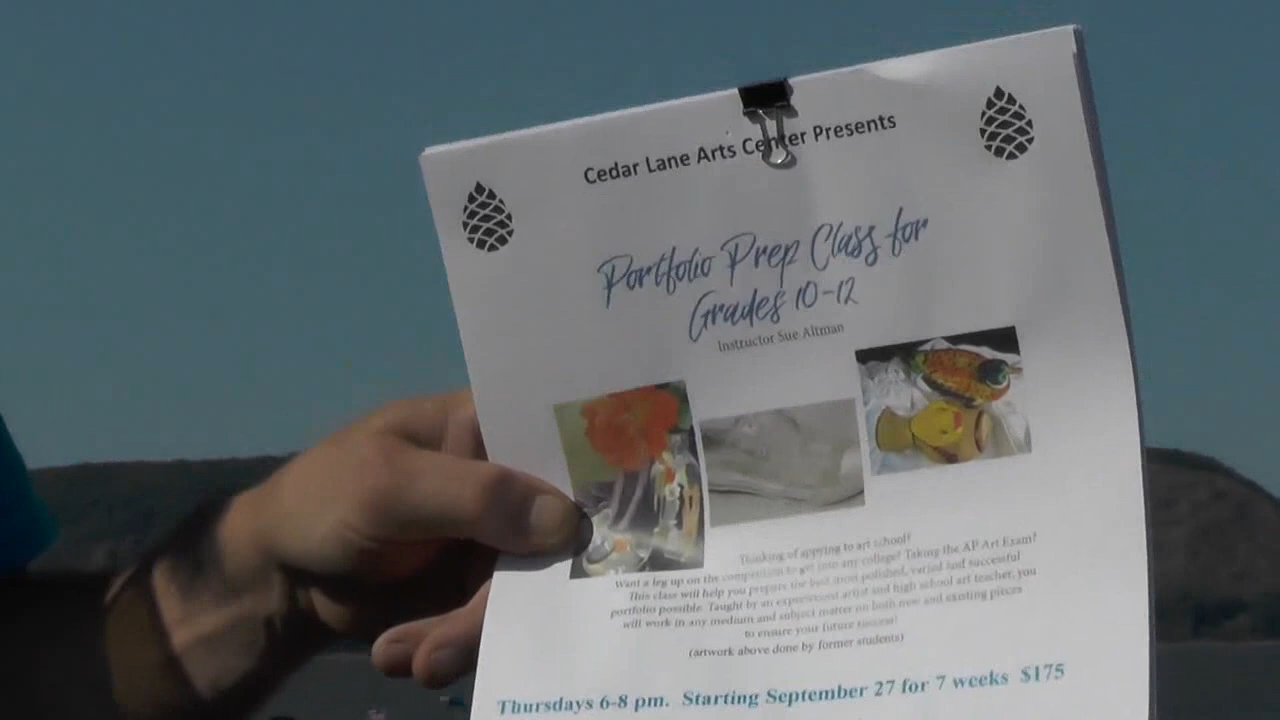 Cedar Lane Arts Center Presents
Portfolio Prep Class for
Grades 10-12
Instructor Sue Altman
Thinking of applying to art school?
Want a leg up on the competition to get into any college? Taking the AP Art Exam?
This class will help you prepare the best most polished, varied and successful
portfolio possible. Taught by an experienced artist and high school art teacher, you
will work in any medium and subject matter on both new and existing pieces
to ensure your future success!
(artwork above done by former students)
Thursdays 6-8 pm. Starting September 27 for 7 weeks $175